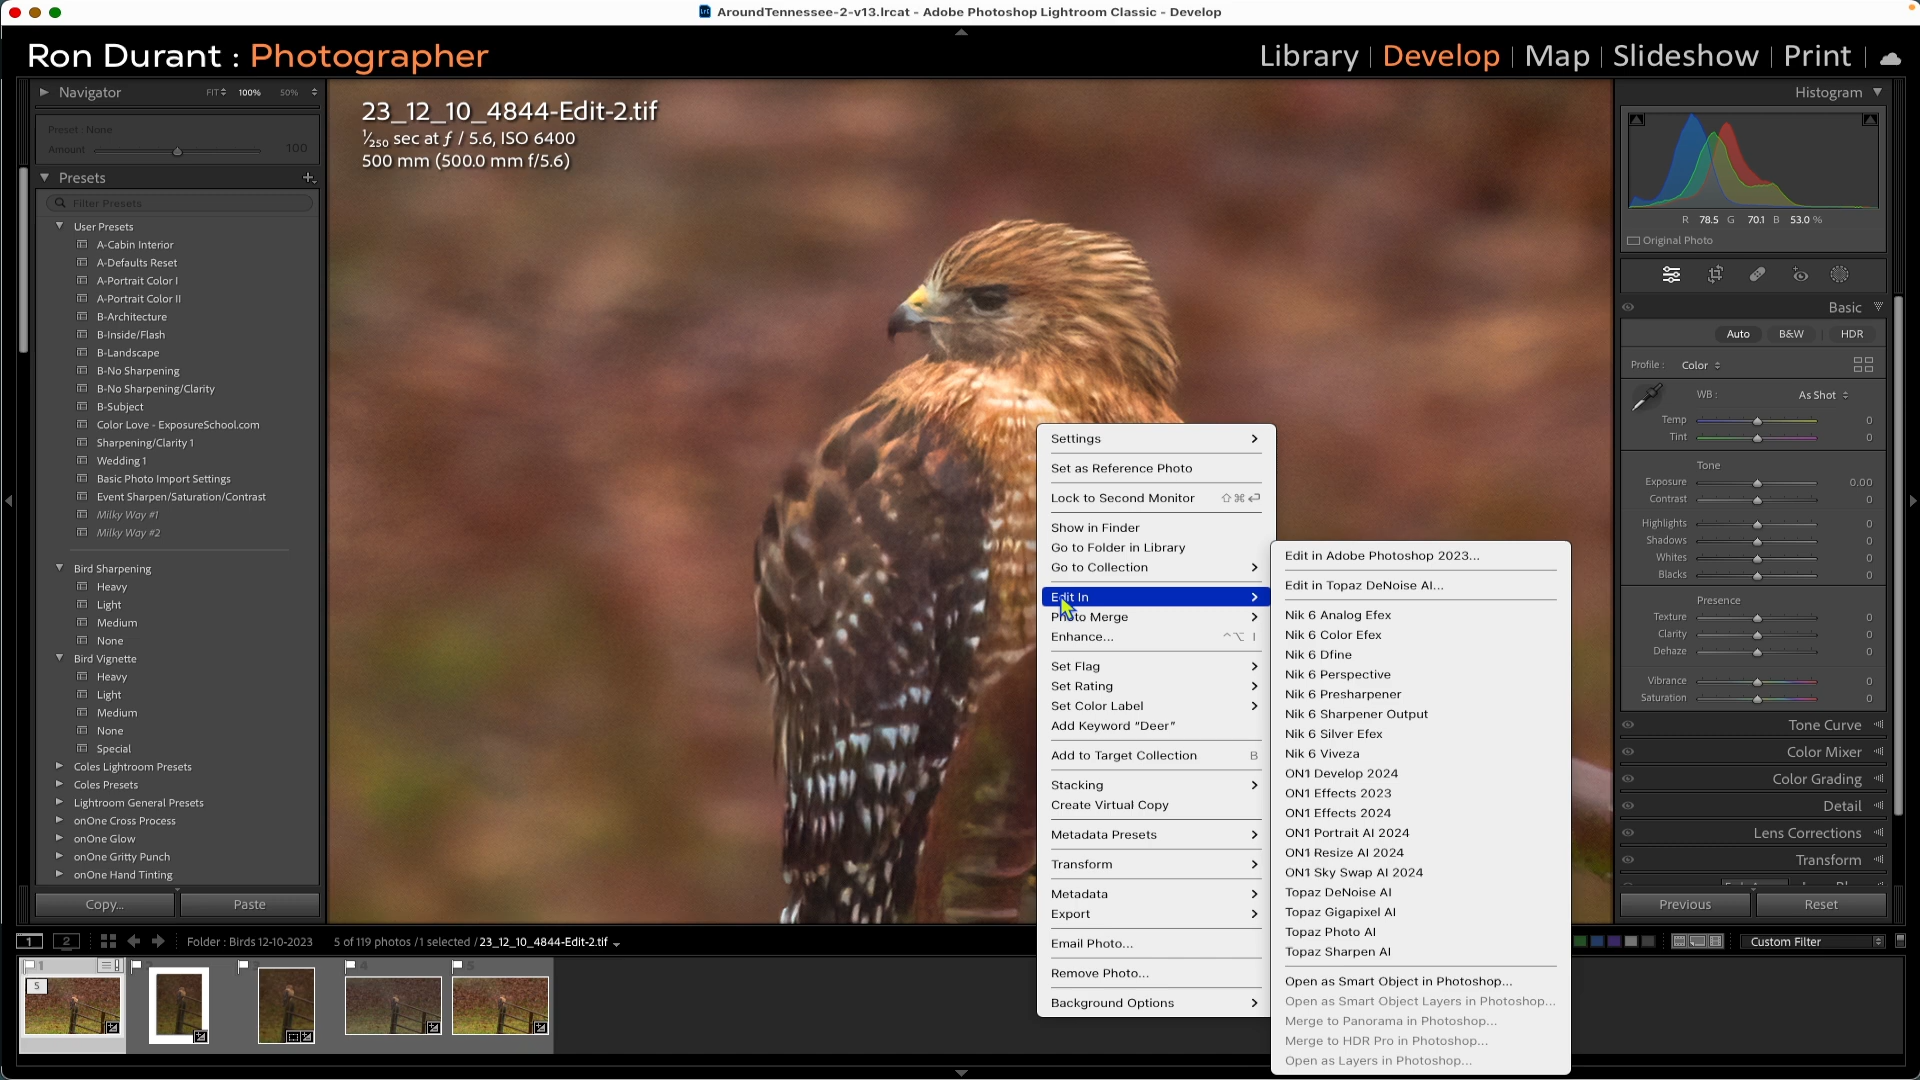 AroundTennessee-2-v13.lrcat - Adobe Photoshop Lightroom Classic - Develop
Ron Durant : Photographer
Library | Develop | Map | Slideshow | Print
Navigator FIT 100% 50%
Preset : None
Amount 100
Presets
Filter Presets
User Presets
A-Cabin Interior
A-Defaults Reset
A-Portrait Color I
A-Portrait Color II
B-Architecture
B-Inside/Flash
B-Landscape
B-No Sharpening
B-No Sharpening/Clarity
B-Subject
Color Love - ExposureSchool.com
Sharpening/Clarity 1
Wedding 1
Basic Photo Import Settings
Event Sharpen/Saturation/Contrast
Milky Way #1
Milky Way #2
Bird Sharpening
Heavy
Light
Medium
None
Bird Vignette
Heavy
Light
Medium
None
Special
Coles Lightroom Presets
Coles Presets
Lightroom General Presets
onOne Cross Process
onOne Glow
onOne Gritty Punch
onOne Hand Tinting
Copy... Paste
23_12_10_4844-Edit-2.tif
1/250 sec at ƒ / 5.6, ISO 6400
500 mm (500.0 mm f/5.6)
Settings
Set as Reference Photo
Lock to Second Monitor ⇧⌘↩
Show in Finder
Go to Folder in Library
Go to Collection
Edit In
Photo Merge
Enhance... ^⌥ I
Set Flag
Set Rating
Set Color Label
Add Keyword "Deer"
Add to Target Collection B
Stacking
Create Virtual Copy
Metadata Presets
Transform
Metadata
Export
Email Photo...
Remove Photo...
Background Options
Edit in Adobe Photoshop 2023...
Edit in Topaz DeNoise AI...
Nik 6 Analog Efex
Nik 6 Color Efex
Nik 6 Dfine
Nik 6 Perspective
Nik 6 Presharpener
Nik 6 Sharpener Output
Nik 6 Silver Efex
Nik 6 Viveza
ON1 Develop 2024
ON1 Effects 2023
ON1 Effects 2024
ON1 Portrait AI 2024
ON1 Resize AI 2024
ON1 Sky Swap AI 2024
Topaz DeNoise AI
Topaz Gigapixel AI
Topaz Photo AI
Topaz Sharpen AI
Open as Smart Object in Photoshop...
Open as Smart Object Layers in Photoshop...
Merge to Panorama in Photoshop...
Merge to HDR Pro in Photoshop...
Open as Layers in Photoshop...
Histogram
R 78.5 G 70.1 B 53.0 %
Original Photo
Basic
Auto B&W | HDR
Profile : Color
WB : As Shot
Temp 0
Tint 0
Tone
Exposure 0.00
Contrast 0
Highlights 0
Shadows 0
Whites 0
Blacks 0
Presence
Texture 0
Clarity 0
Dehaze 0
Vibrance 0
Saturation 0
Tone Curve
Color Mixer
Color Grading
Detail
Lens Corrections
Transform
Previous Reset
1 2 Folder : Birds 12-10-2023 5 of 119 photos / 1 selected / 23_12_10_4844-Edit-2.tif
Custom Filter
1 3 4 5
5